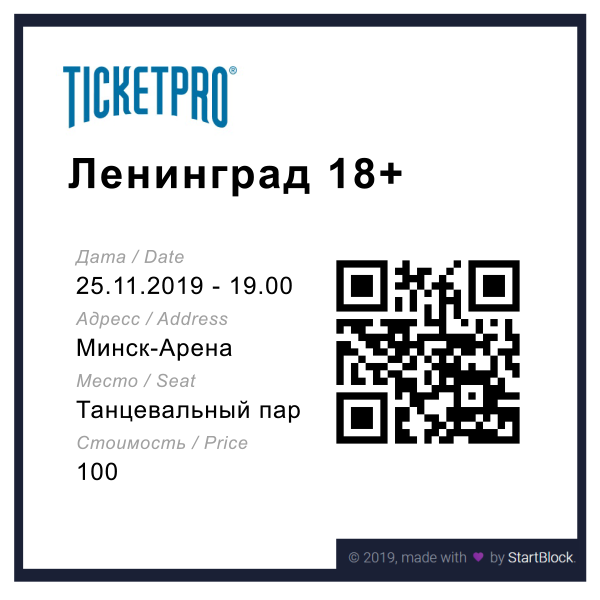 TICKETPRO®
Ленинград 18+
Дата / Date
25.11.2019 - 19.00
Адресс / Address
Минск-Арена
Место / Seat
Танцевальный пар
Стоимость / Price
100
© 2019, made with by StartBlock.